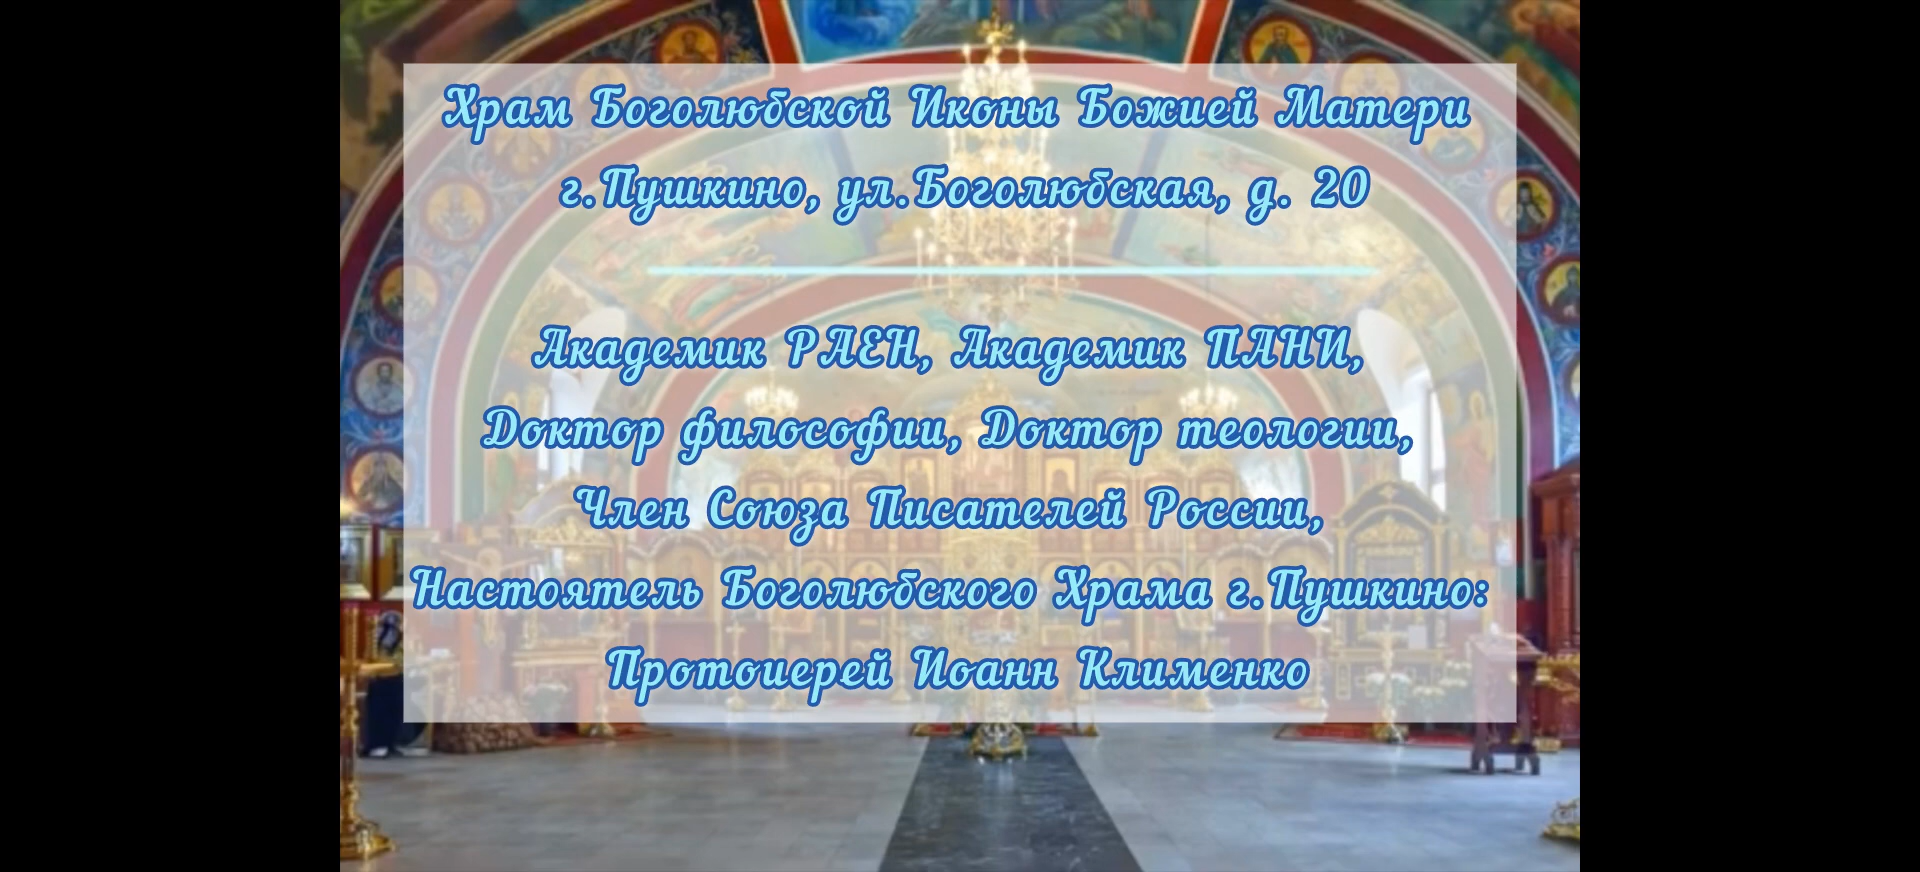 Храм Боголюбской Иконы Божией Матери
г.Пушкино, ул.Боголюбская, д. 20
Академик РАЕН, Академик ПАНИ,
Доктор философии, Доктор теологии,
Член Союза Писателей России,
Настоятель Боголюбского Храма г.Пушкино:
Протоиерей Иоанн Клименко